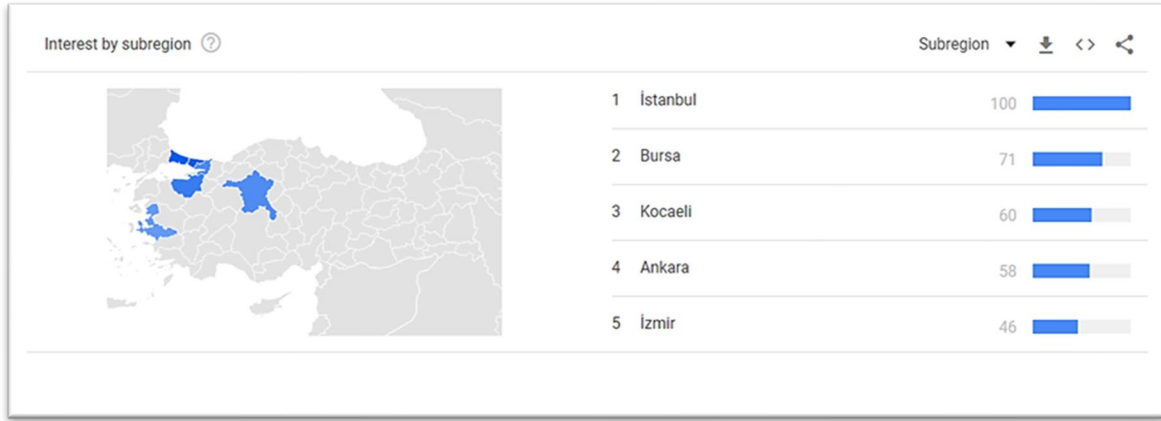 Interest by subregion ?
Subregion
1 İstanbul 100
2 Bursa 71
3 Kocaeli 60
4 Ankara 58
5 İzmir 46